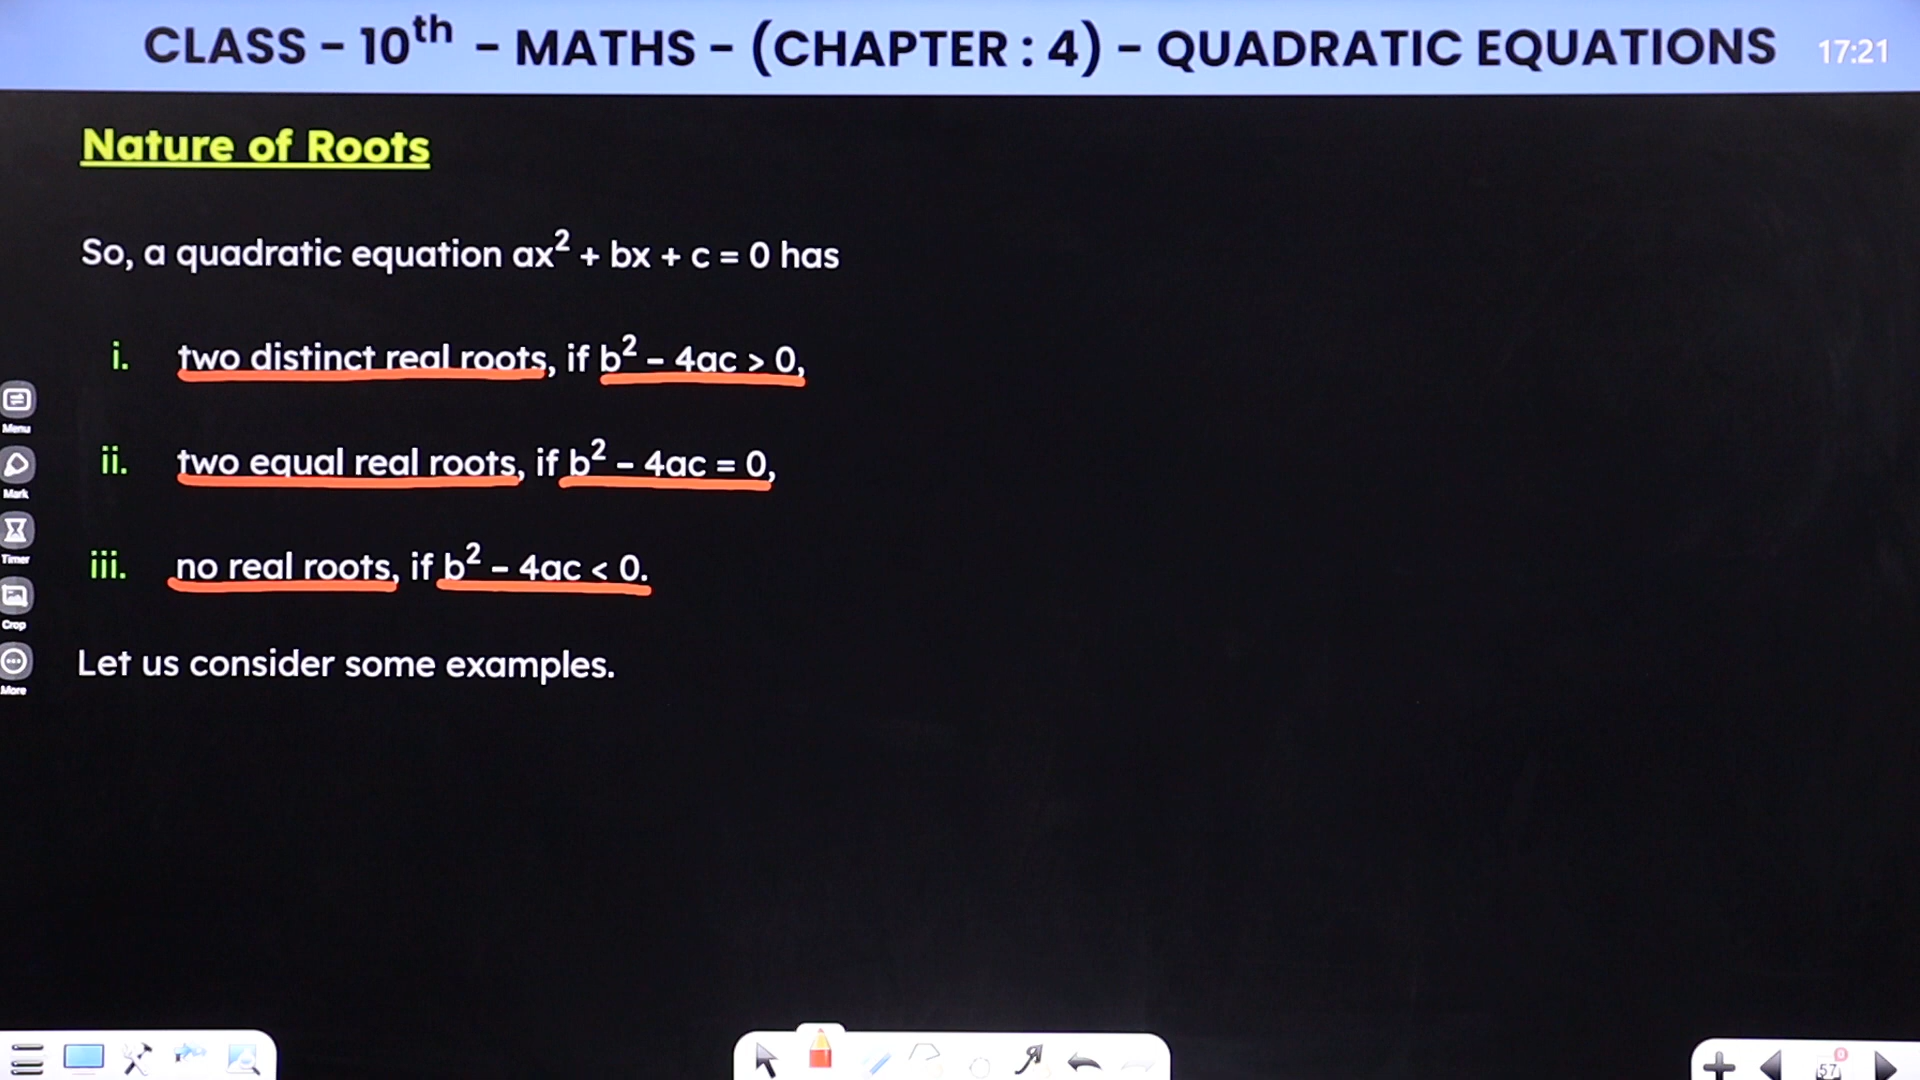 CLASS - 10th - MATHS - (CHAPTER : 4) - QUADRATIC EQUATIONS 17:21
Nature of Roots
So, a quadratic equation ax² + bx + c = 0 has
i. two distinct real roots, if b² - 4ac > 0,
ii. two equal real roots, if b² - 4ac = 0,
iii. no real roots, if b² - 4ac < 0.
Let us consider some examples.
Menu
Mark
Timer
Crop
More
57
0